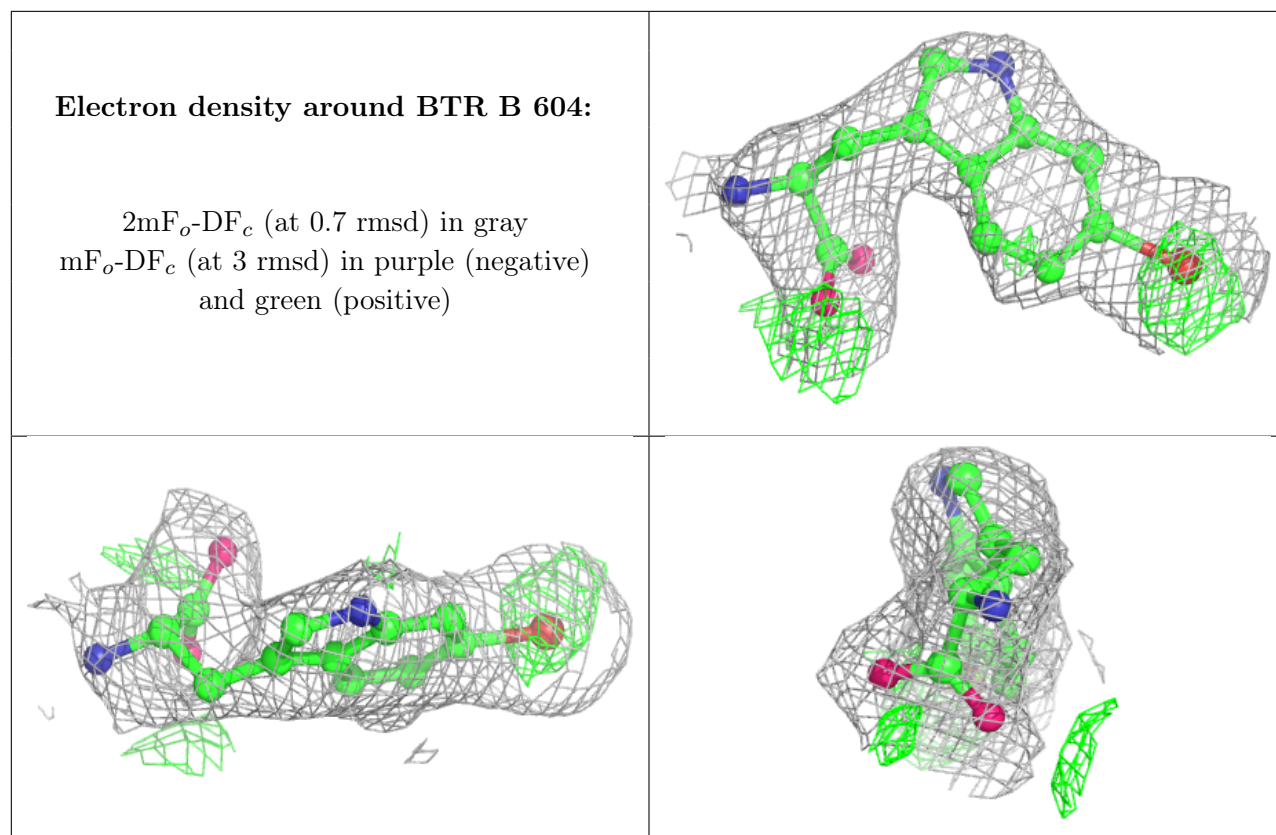 Electron density around BTR B 604:
2mFo-DFc (at 0.7 rmsd) in gray
mFo-DFc (at 3 rmsd) in purple (negative)
and green (positive)